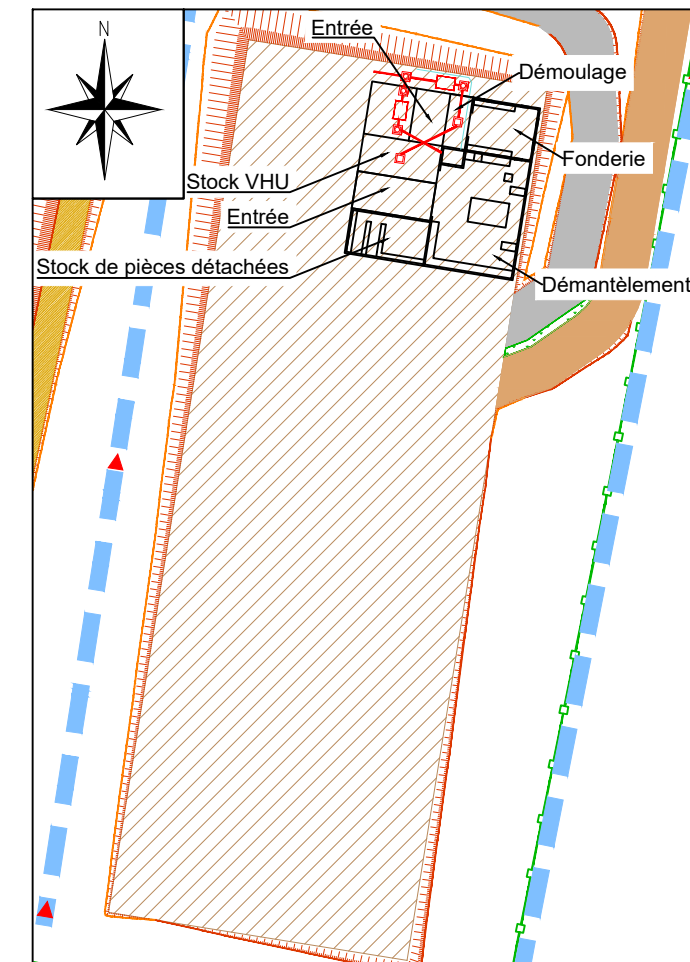 N
Entrée
Démoulage
Fonderie
Stock VHU
Entrée
Stock de pièces détachées
Démantèlement